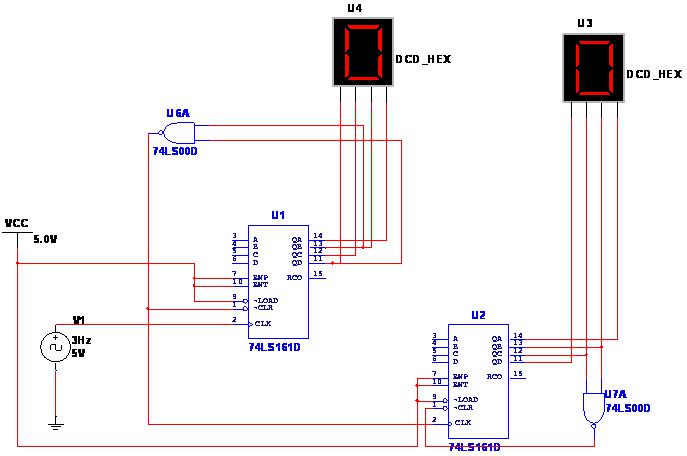 U4
DCD_HEX
U3
DCD_HEX
U6A
74LS00D
VCC
5.0V
U1
3 A QA 14
4 B QB 13
5 C QC 12
6 D QD 11
7 ENP RCO 15
10 ENT
9 ~LOAD
1 ~CLR
2 CLK
74LS161D
V1
3Hz
5V
U2
3 A QA 14
4 B QB 13
5 C QC 12
6 D QD 11
7 ENP RCO 15
10 ENT
9 ~LOAD
1 ~CLR
2 CLK
74LS161D
U7A
74LS00D